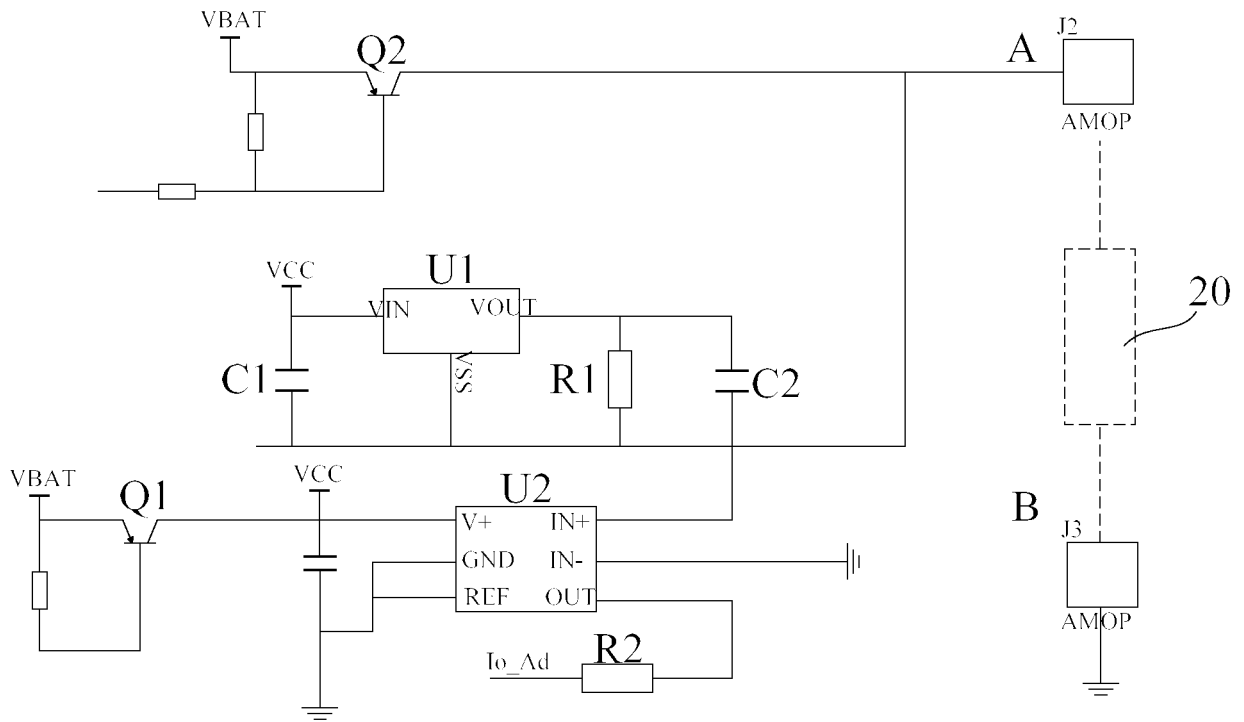 VBAT
Q2
A
J2
AMOP
VCC
U1
VIN
VOUT
VSS
C1
R1
C2
20
VBAT
Q1
VCC
U2
V+
IN+
GND
IN-
REF
OUT
B
J3
AMOP
Io_Ad
R2